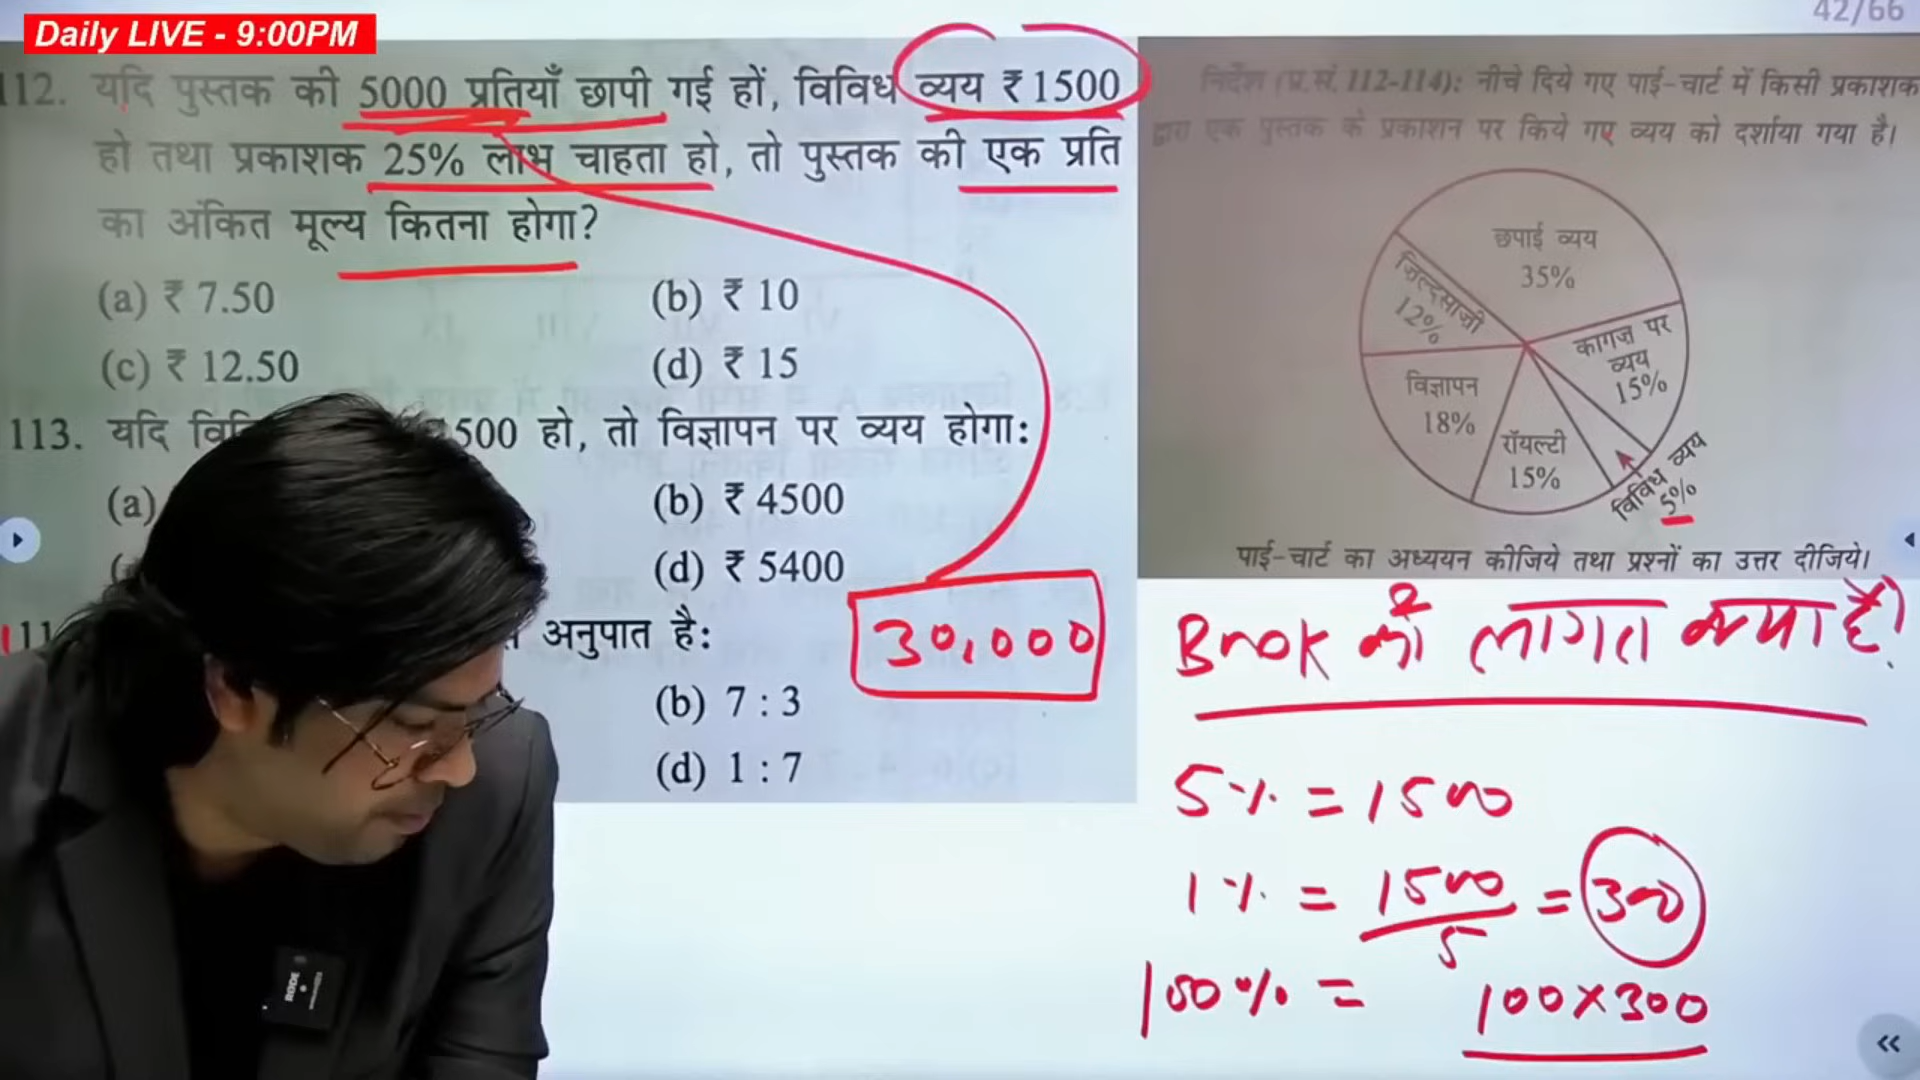 Daily LIVE - 9:00PM
42/66
112. यदि पुस्तक की 5000 प्रतियाँ छापी गई हों, विविध व्यय ₹ 1500
हो तथा प्रकाशक 25% लाभ चाहता हो, तो पुस्तक की एक प्रति
का अंकित मूल्य कितना होगा?
(a) ₹ 7.50
(b) ₹ 10
(c) ₹ 12.50
(d) ₹ 15
113. यदि 500 हो, तो विज्ञापन पर व्यय होगा:
(a)
(b) ₹ 4500
(d) ₹ 5400
11
अनुपात है:
(b) 7 : 3
(d) 1 : 7
30,000
निर्देश (प्र.सं. 112-114): नीचे दिये गए पाई-चार्ट में किसी प्रकाशक
द्वारा एक पुस्तक के प्रकाशन पर किये गए व्यय को दर्शाया गया है।
छपाई व्यय
35%
जिल्दसाज़ी
12%
कागज़ पर
व्यय
15%
विज्ञापन
18%
रॉयल्टी
15%
विविध व्यय
5%
पाई-चार्ट का अध्ययन कीजिये तथा प्रश्नों का उत्तर दीजिये।
Book की लागत क्या है?
5% = 1500
1% = 1500/5 = 300
100% = 100×300
RODE